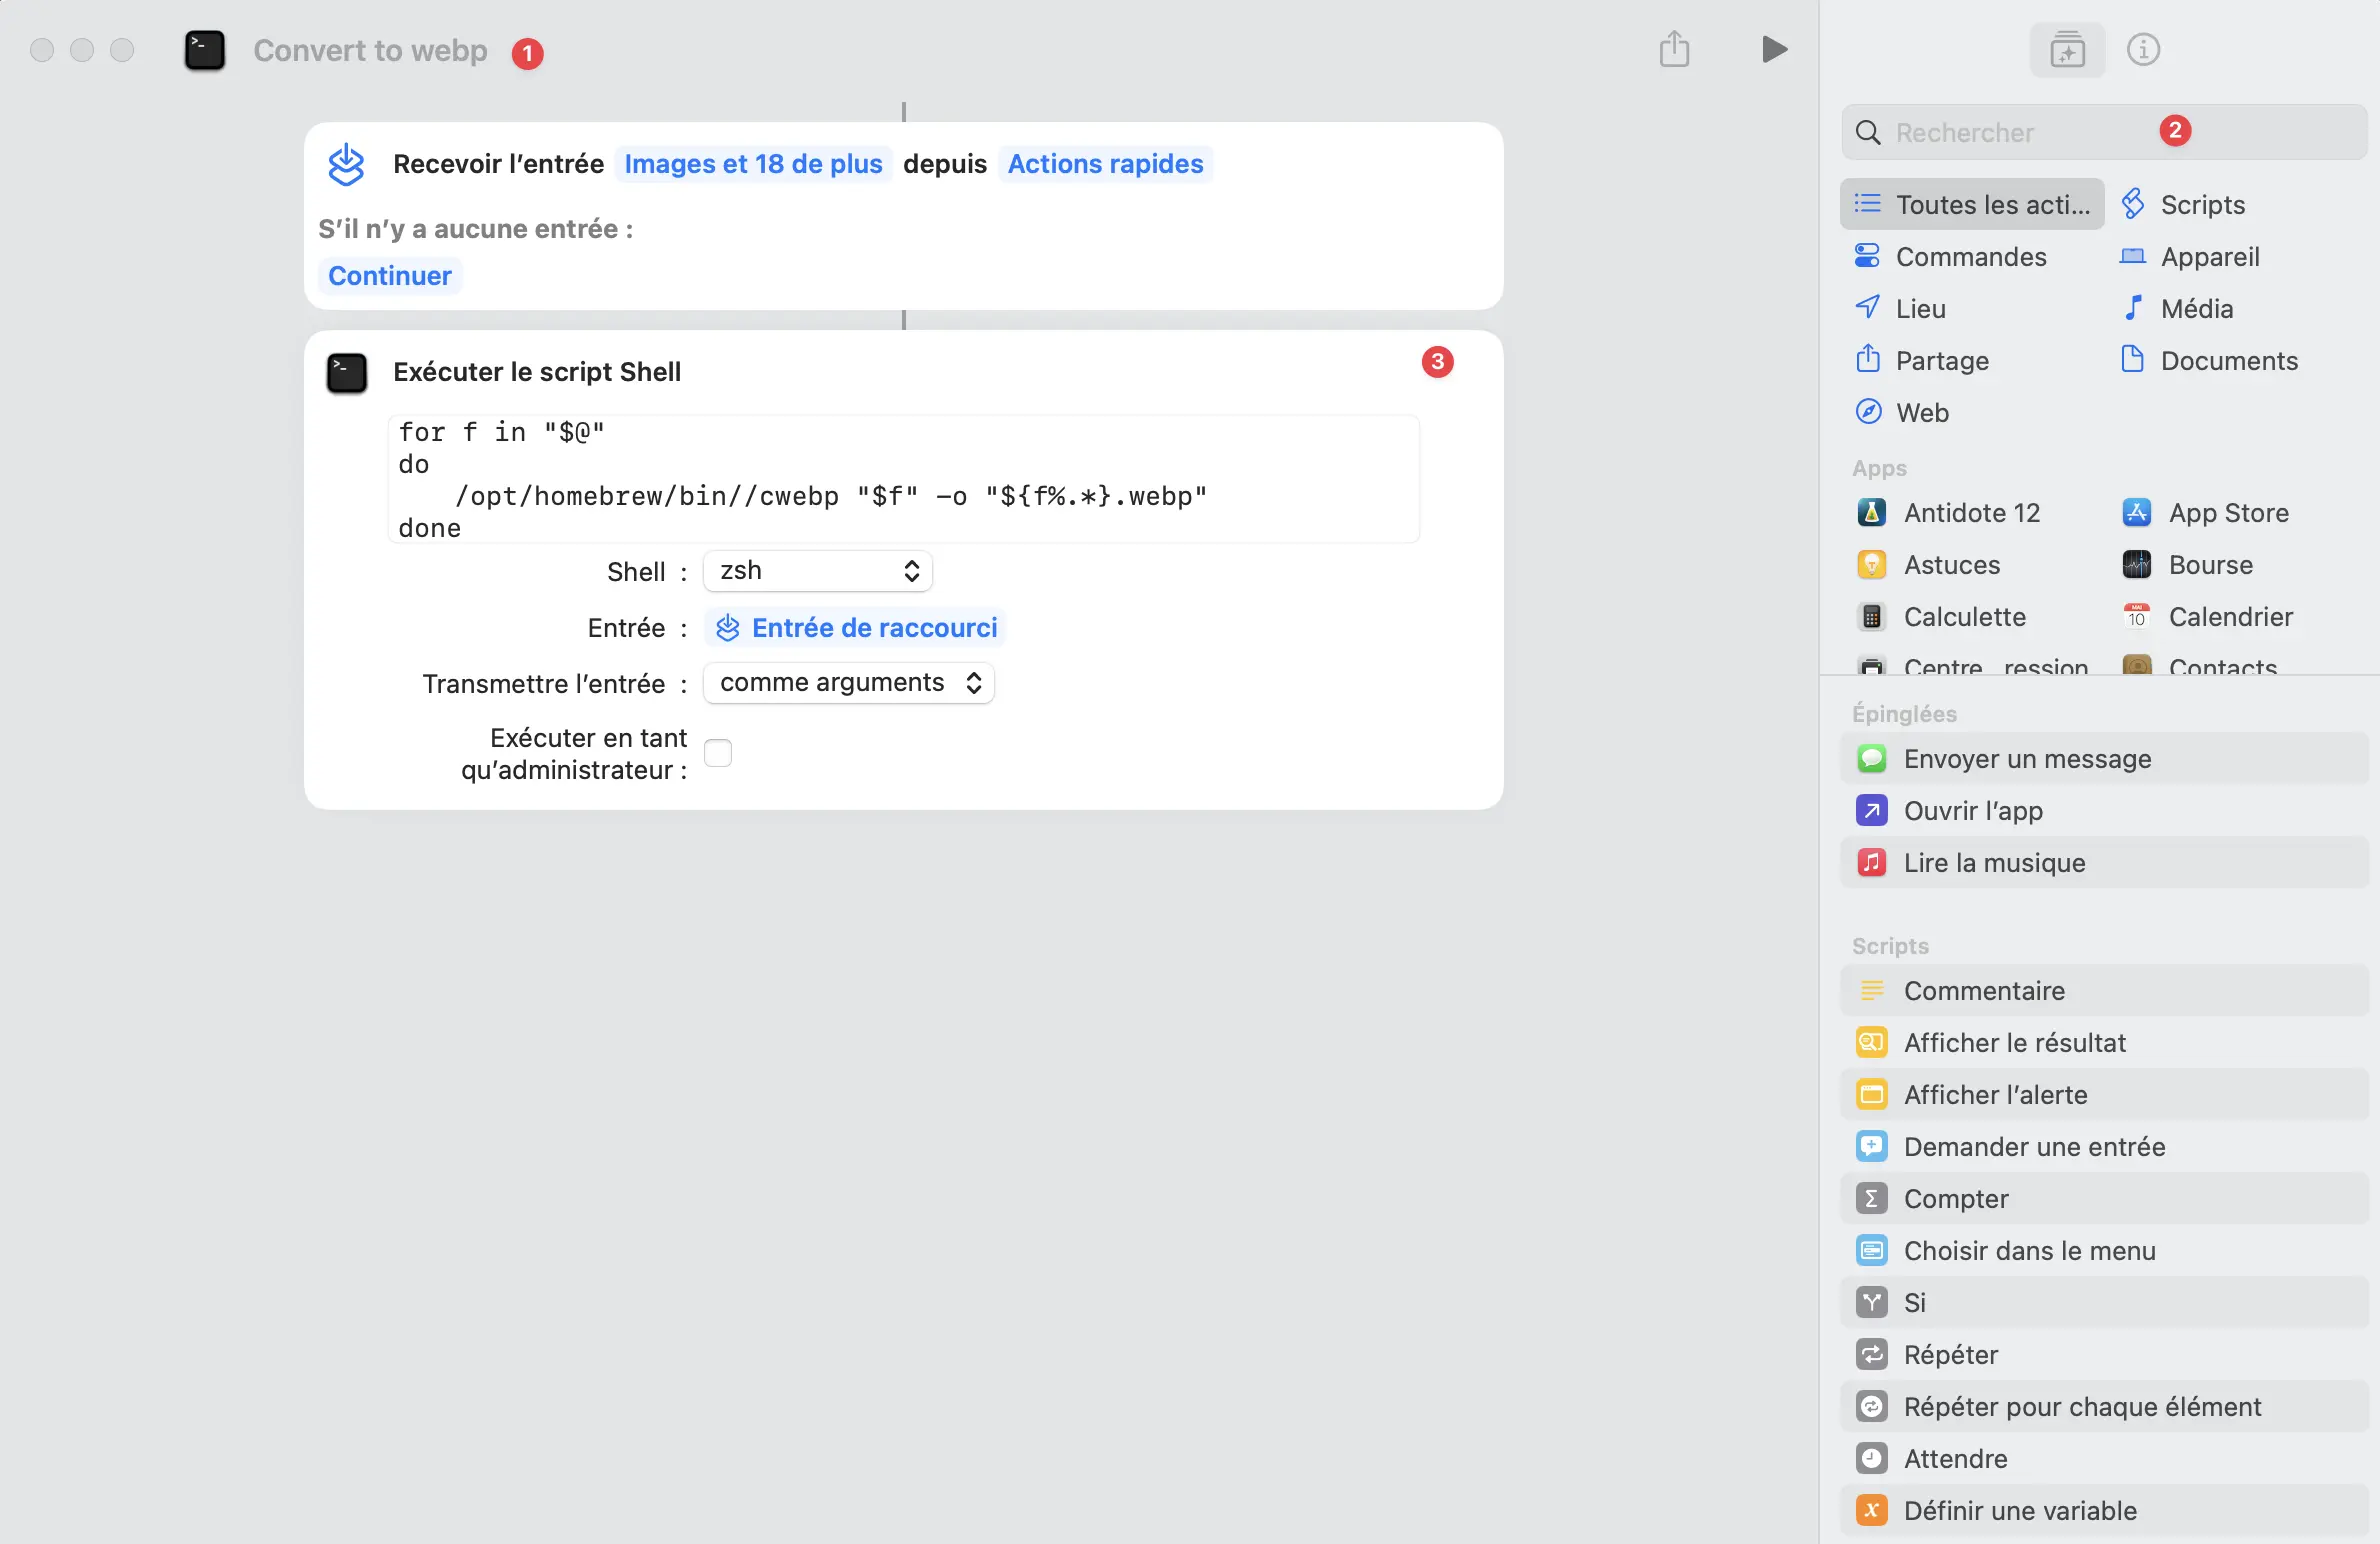 Convert to webp 1
Recevoir l’entrée Images et 18 de plus depuis Actions rapides
S’il n’y a aucune entrée :
Continuer
Exécuter le script Shell 3
for f in "$@"
do
/opt/homebrew/bin//cwebp "$f" -o "${f%.*}.webp"
done
Shell : zsh
Entrée : Entrée de raccourci
Transmettre l’entrée : comme arguments
Exécuter en tant
qu’administrateur :
Rechercher 2
Toutes les acti... Scripts
Commandes Appareil
Lieu Média
Partage Documents
Web
Apps
Antidote 12 App Store
Astuces Bourse
Calculette Calendrier
Centre...ression Contacts
Épinglées
Envoyer un message
Ouvrir l’app
Lire la musique
Scripts
Commentaire
Afficher le résultat
Afficher l’alerte
Demander une entrée
Compter
Choisir dans le menu
Si
Répéter
Répéter pour chaque élément
Attendre
Définir une variable